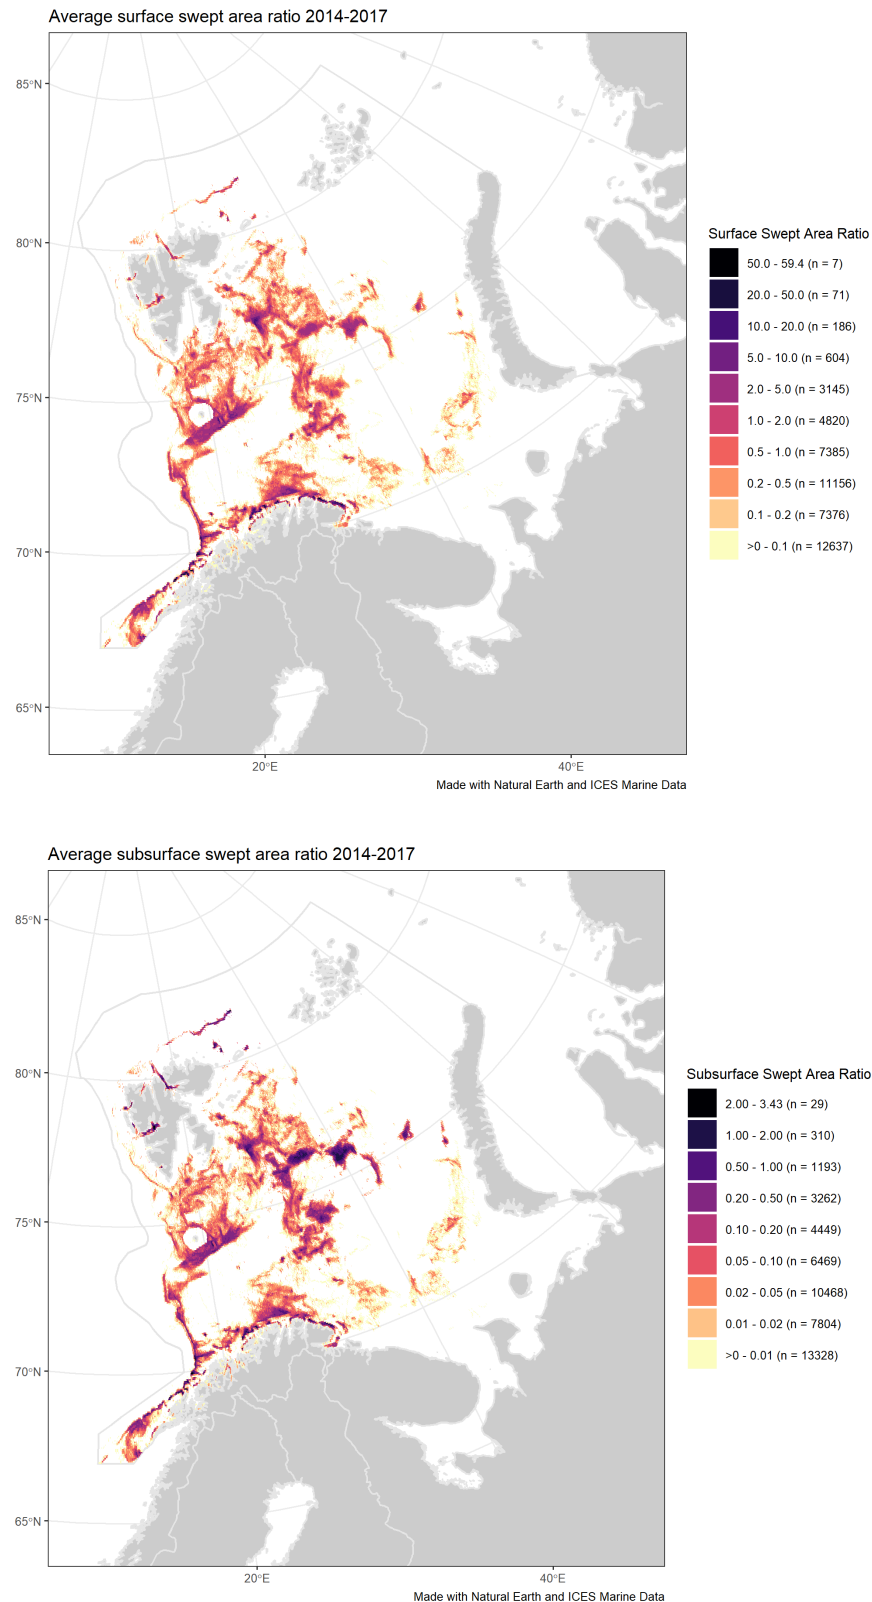 Average surface swept area ratio 2014-2017
85°N
80°N
75°N
70°N
65°N
20°E
40°E
Made with Natural Earth and ICES Marine Data
Surface Swept Area Ratio
50.0 - 59.4 (n = 7)
20.0 - 50.0 (n = 71)
10.0 - 20.0 (n = 186)
5.0 - 10.0 (n = 604)
2.0 - 5.0 (n = 3145)
1.0 - 2.0 (n = 4820)
0.5 - 1.0 (n = 7385)
0.2 - 0.5 (n = 11156)
0.1 - 0.2 (n = 7376)
>0 - 0.1 (n = 12637)
Average subsurface swept area ratio 2014-2017
85°N
80°N
75°N
70°N
65°N
20°E
40°E
Made with Natural Earth and ICES Marine Data
Subsurface Swept Area Ratio
2.00 - 3.43 (n = 29)
1.00 - 2.00 (n = 310)
0.50 - 1.00 (n = 1193)
0.20 - 0.50 (n = 3262)
0.10 - 0.20 (n = 4449)
0.05 - 0.10 (n = 6469)
0.02 - 0.05 (n = 10468)
0.01 - 0.02 (n = 7804)
>0 - 0.01 (n = 13328)